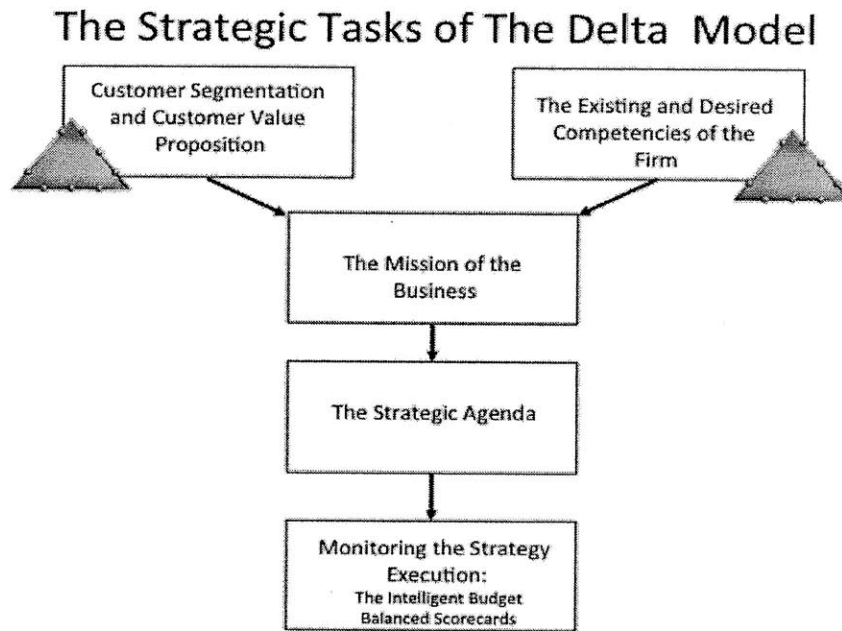 The Strategic Tasks of The Delta Model
Customer Segmentation
and Customer Value
Proposition
The Existing and Desired
Competencies of the
Firm
The Mission of the
Business
The Strategic Agenda
Monitoring the Strategy
Execution:
The Intelligent Budget
Balanced Scorecards